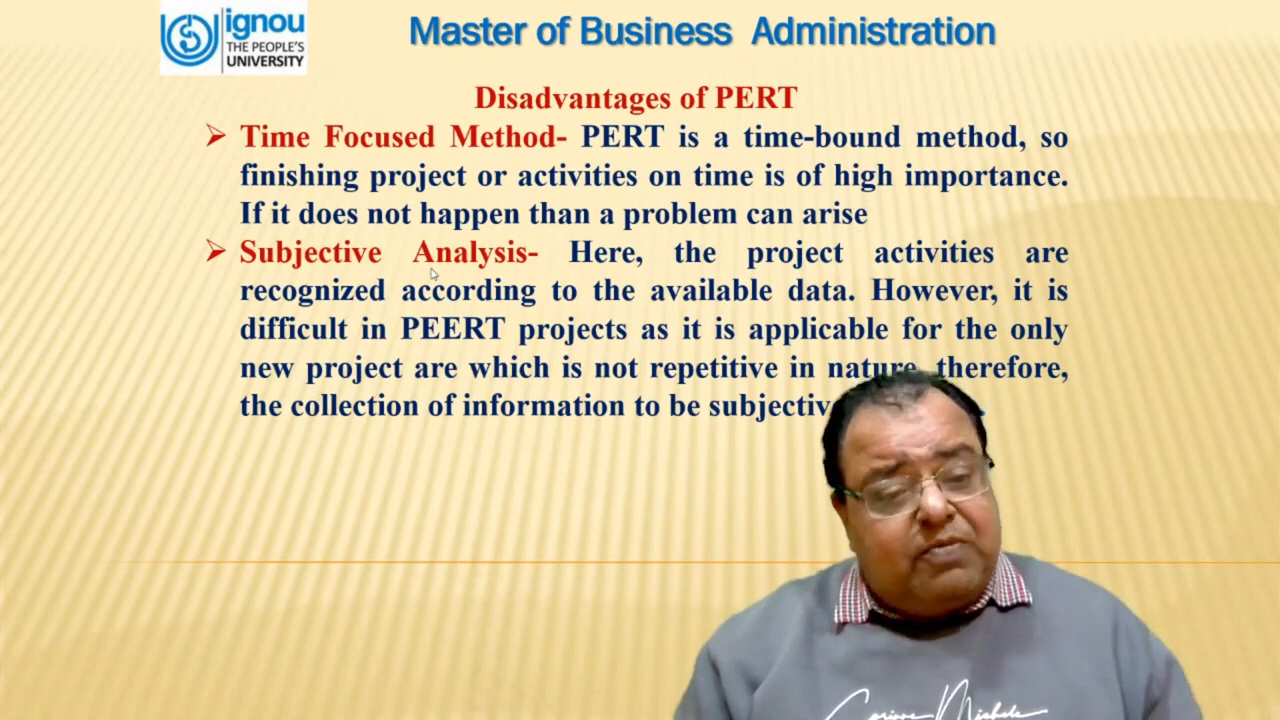 ignou
THE PEOPLE'S
UNIVERSITY
Master of Business Administration
Disadvantages of PERT
Time Focused Method- PERT is a time-bound method, so
finishing project or activities on time is of high importance.
If it does not happen than a problem can arise
Subjective Analysis- Here, the project activities are
recognized according to the available data. However, it is
difficult in PEERT projects as it is applicable for the only
new project are which is not repetitive in nature, therefore,
the collection of information to be subjective